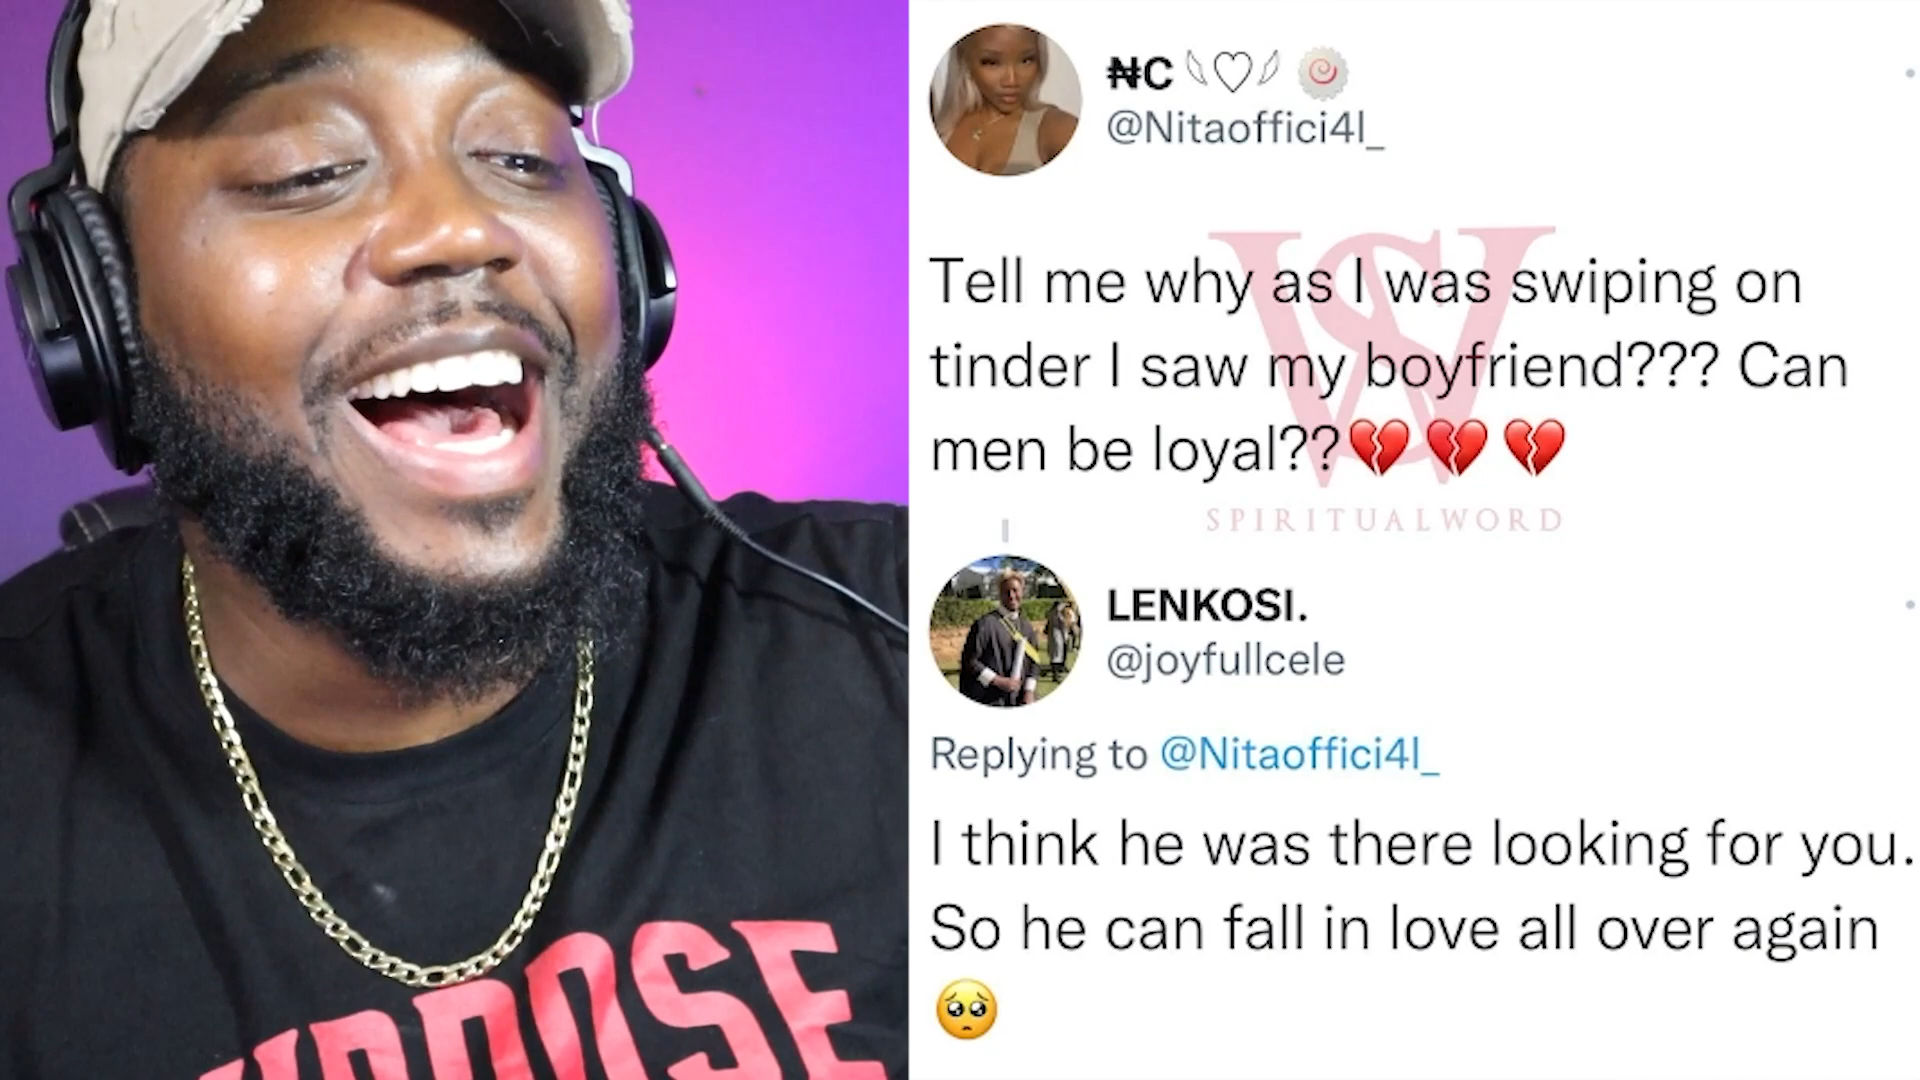 ₦C
@Nitaoffici4l_
Tell me why as I was swiping on
tinder I saw my boyfriend??? Can
men be loyal??💔💔💔
SW
SPIRITUALWORD
LENKOSI.
@joyfullcele
Replying to @Nitaoffici4l_
I think he was there looking for you.
So he can fall in love all over again
🥺